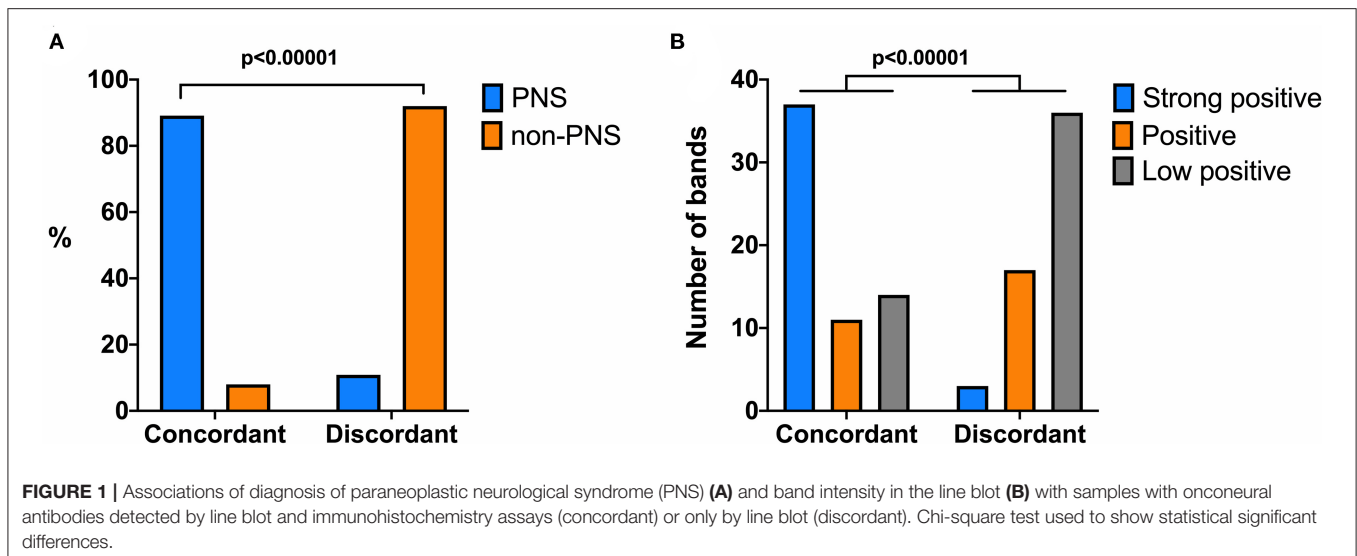 A
p<0.00001
100
80
60
40
20
0
%
Concordant
Discordant
PNS
non-PNS
B
p<0.00001
40
30
20
10
0
Number of bands
Concordant
Discordant
Strong positive
Positive
Low positive
FIGURE 1 | Associations of diagnosis of paraneoplastic neurological syndrome (PNS) (A) and band intensity in the line blot (B) with samples with onconeural
antibodies detected by line blot and immunohistochemistry assays (concordant) or only by line blot (discordant). Chi-square test used to show statistical significant
differences.